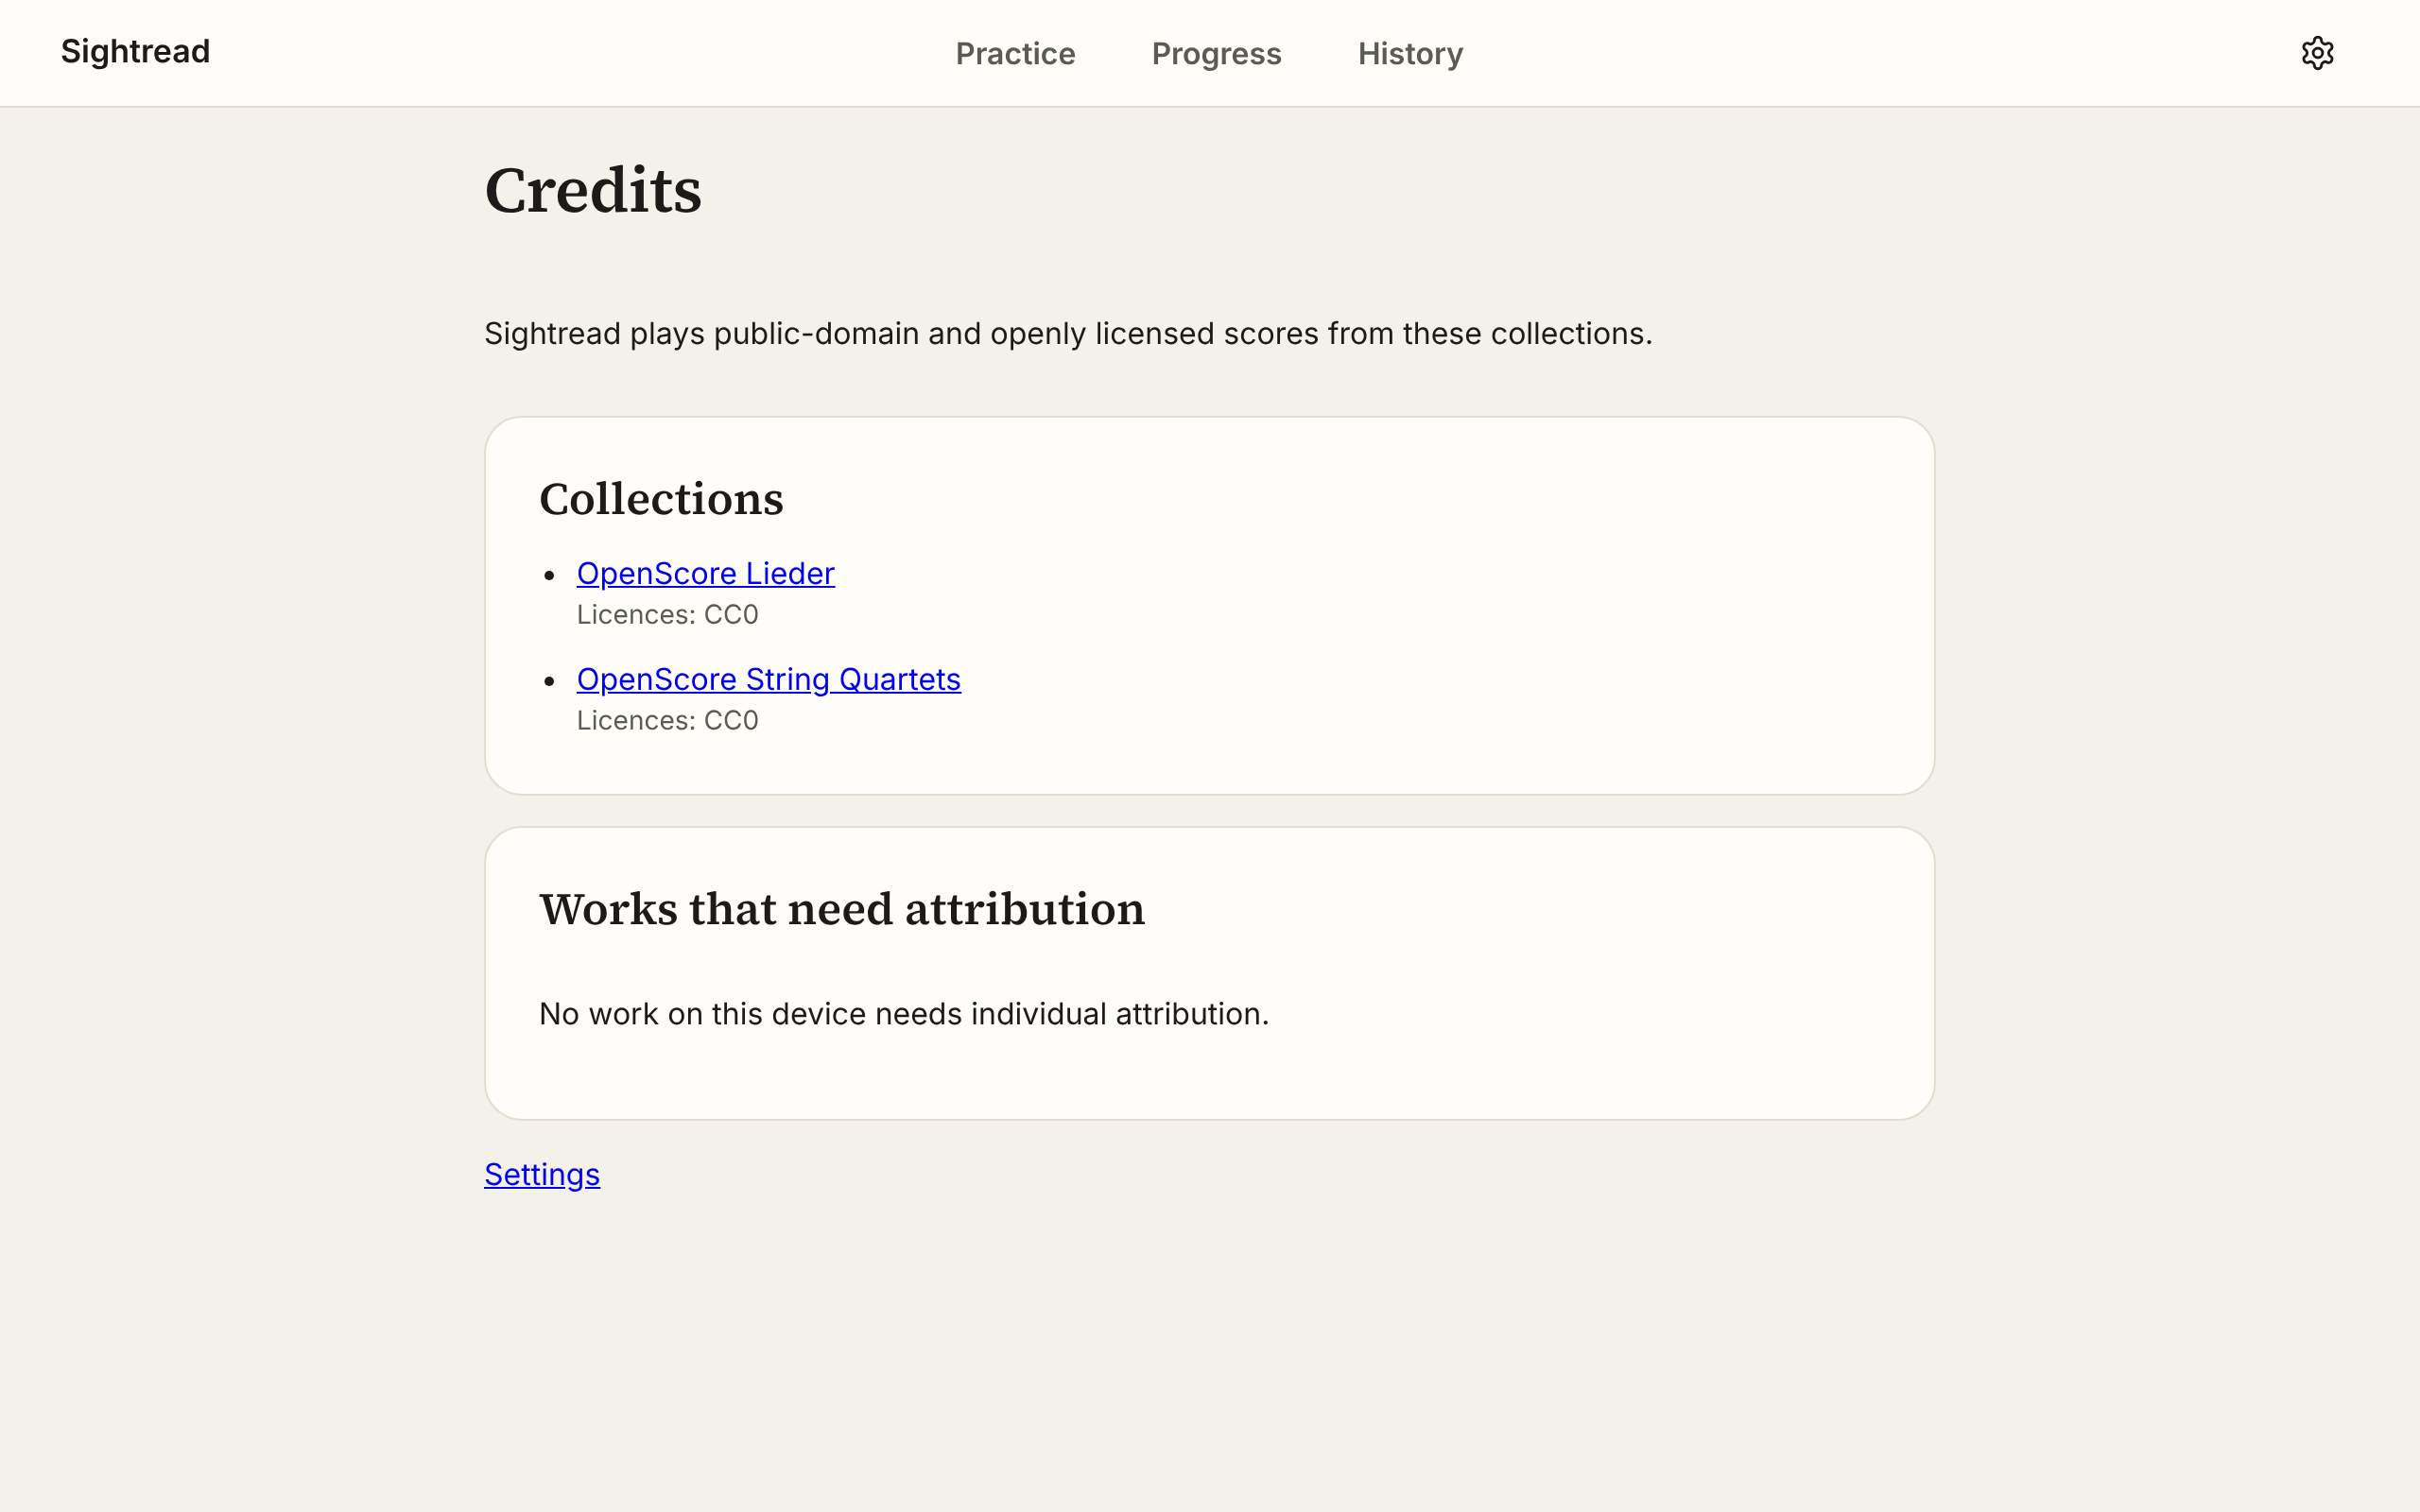 Sightread
Practice
Progress
History
Credits
Sightread plays public-domain and openly licensed scores from these collections.
Collections
OpenScore Lieder
Licences: CC0
OpenScore String Quartets
Licences: CC0
Works that need attribution
No work on this device needs individual attribution.
Settings